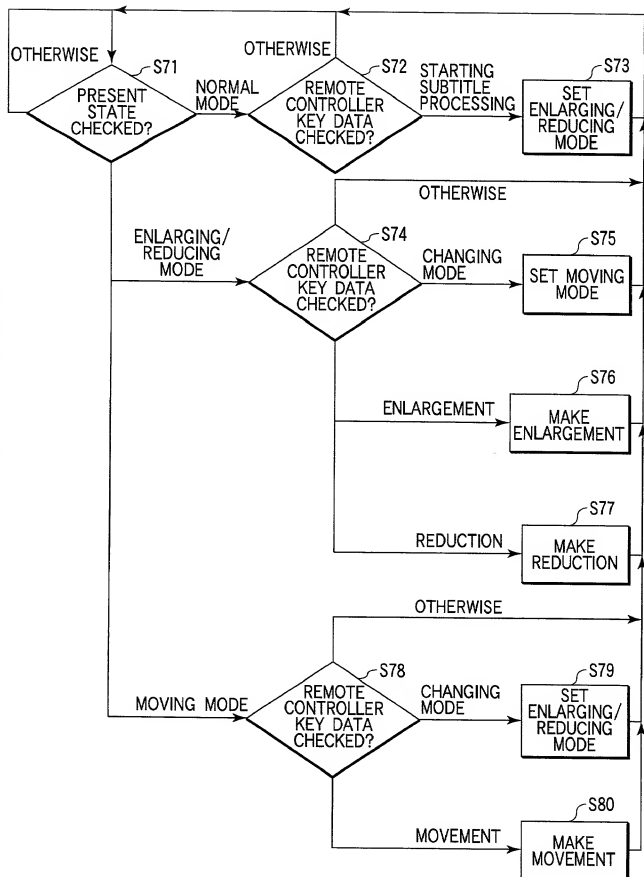 OTHERWISE
S71
PRESENT
STATE
CHECKED?
NORMAL
MODE
OTHERWISE
S72
REMOTE
CONTROLLER
KEY DATA
CHECKED?
STARTING
SUBTITLE
PROCESSING
S73
SET
ENLARGING/
REDUCING
MODE
OTHERWISE
ENLARGING/
REDUCING
MODE
S74
REMOTE
CONTROLLER
KEY DATA
CHECKED?
CHANGING
MODE
S75
SET MOVING
MODE
ENLARGEMENT
S76
MAKE
ENLARGEMENT
REDUCTION
S77
MAKE
REDUCTION
OTHERWISE
MOVING MODE
S78
REMOTE
CONTROLLER
KEY DATA
CHECKED?
CHANGING
MODE
S79
SET
ENLARGING/
REDUCING
MODE
MOVEMENT
S80
MAKE
MOVEMENT